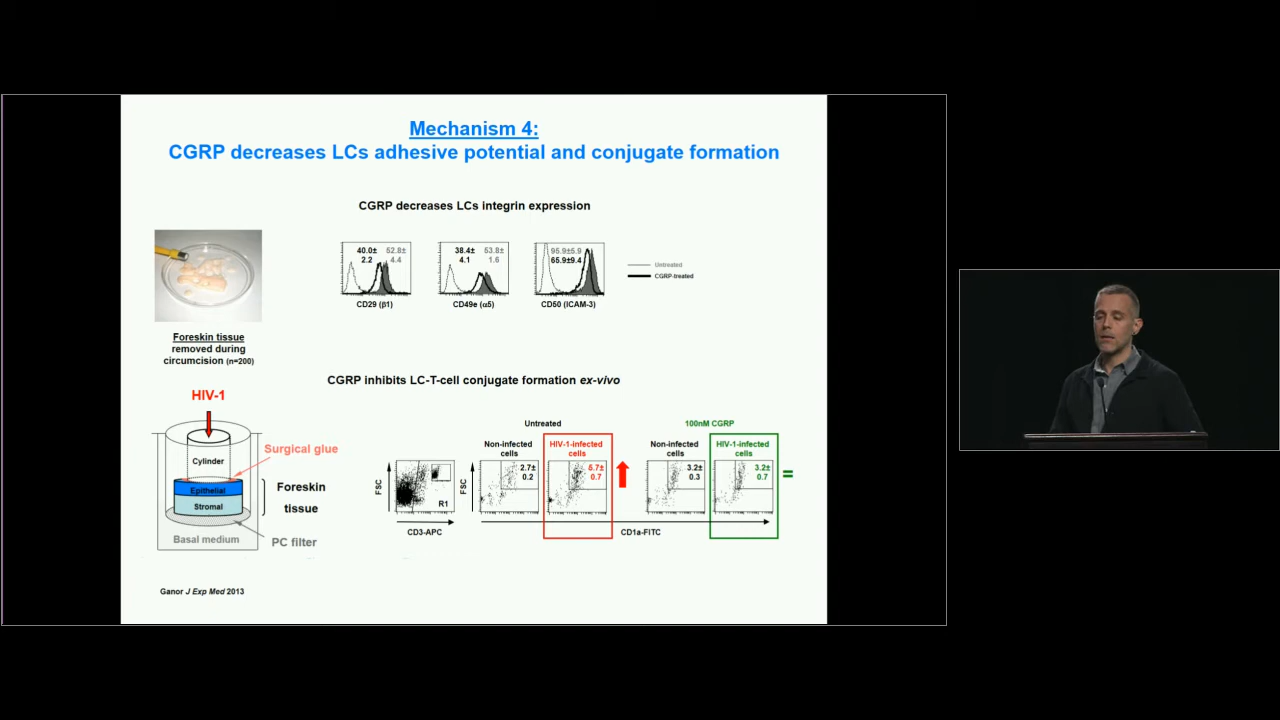 Mechanism 4:
CGRP decreases LCs adhesive potential and conjugate formation
CGRP decreases LCs integrin expression
40.0± 52.8±
2.2 4.4
38.4± 53.8±
4.1 1.6
95.9±5.9
65.9±9.4
Untreated
CGRP-treated
CD29 (β1)
CD49e (α5)
CD50 (ICAM-3)
Foreskin tissue
removed during
circumcision (n=200)
CGRP inhibits LC-T-cell conjugate formation ex-vivo
HIV-1
Surgical glue
Cylinder
Epithelial
Stromal
Foreskin
tissue
Basal medium
PC filter
Untreated
100nM CGRP
Non-infected
cells
HIV-1-infected
cells
Non-infected
cells
HIV-1-infected
cells
2.7±
0.2
5.7±
0.7
3.2±
0.3
3.2±
0.7
=
FSC
R1
FSC
CD3-APC
CD1a-FITC
Ganor J Exp Med 2013